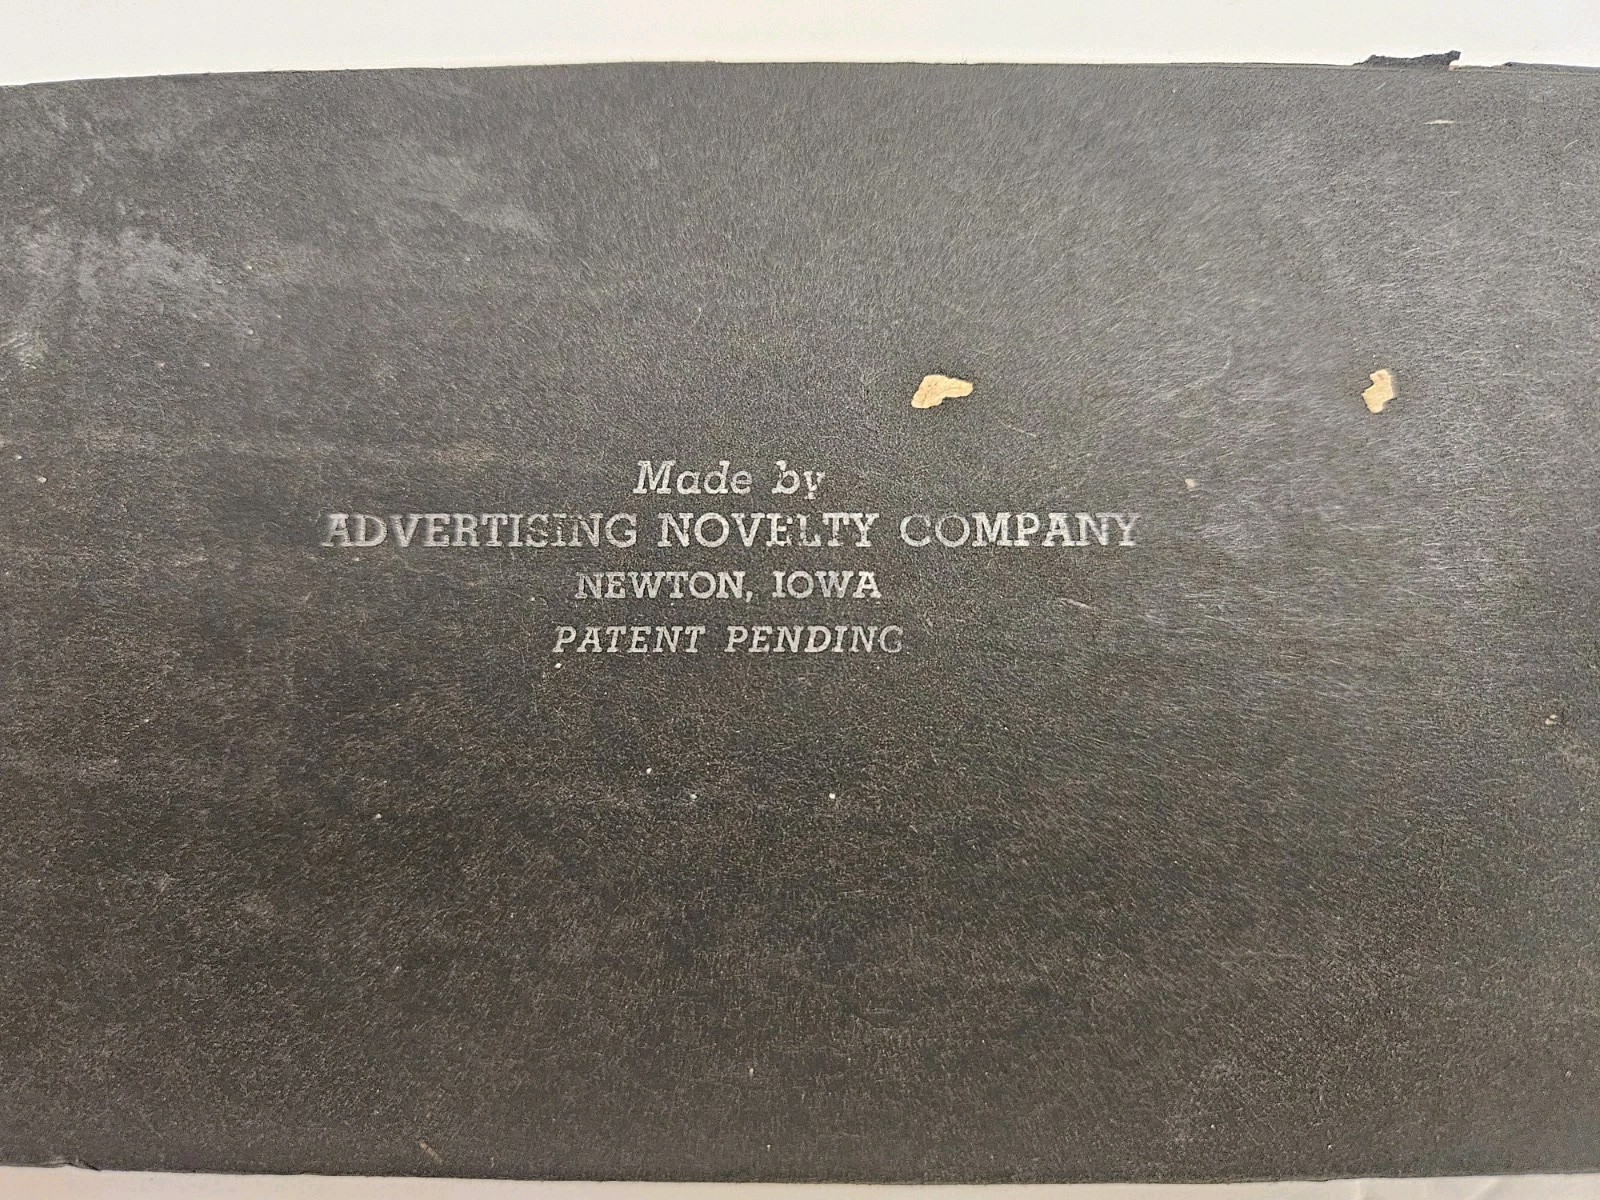 Made by
ADVERTISING NOVELTY COMPANY
NEWTON, IOWA
PATENT PENDING